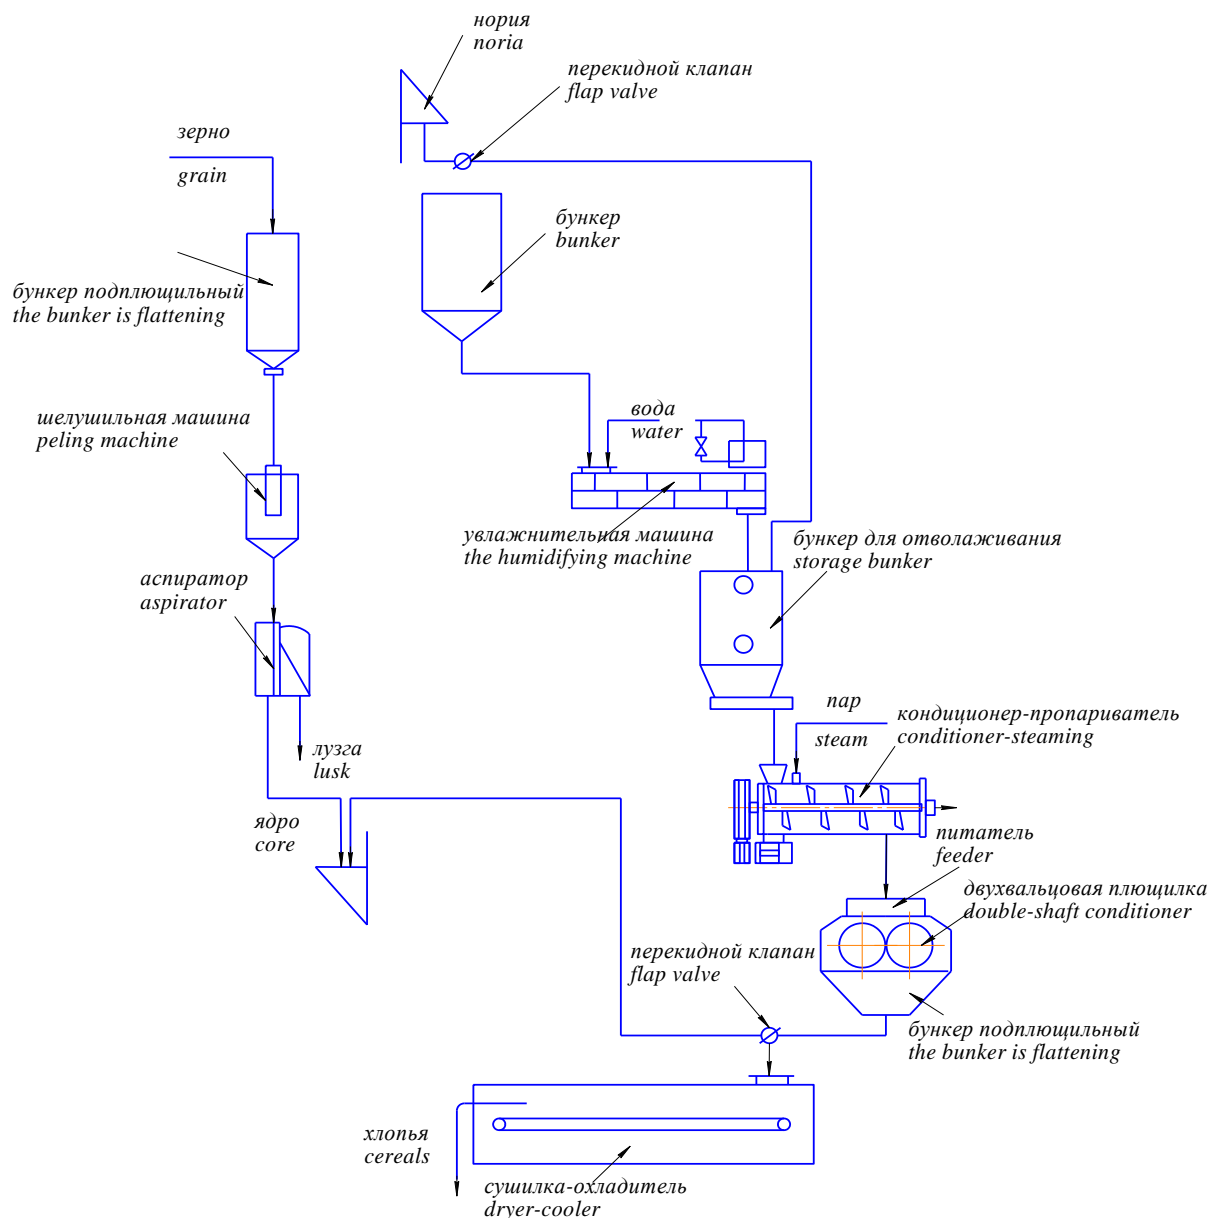 нория
noria
перекидной клапан
flap valve
зерно
grain
бункер
bunker
бункер подплющильный
the bunker is flattening
шелушильная машина
peling machine
вода
water
увлажнительная машина
the humidifying machine
бункер для отволаживания
storage bunker
аспиратор
aspirator
пар
steam
кондиционер-пропариватель
conditioner-steaming
лузга
lusk
ядро
core
питатель
feeder
двухвальцовая плющилка
double-shaft conditioner
перекидной клапан
flap valve
бункер подплющильный
the bunker is flattening
хлопья
cereals
сушилка-охладитель
dryer-cooler